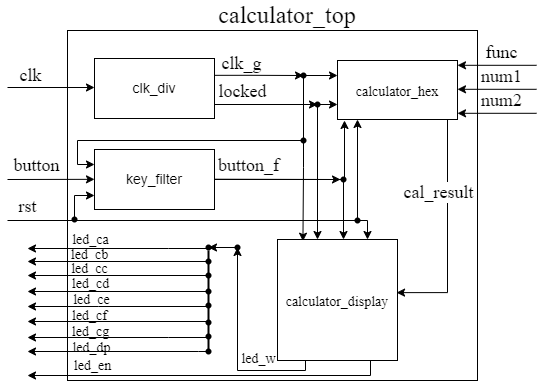 calculator_top
clk
clk_div
clk_g
locked
calculator_hex
func
num1
num2
button
key_filter
button_f
rst
cal_result
led_ca
led_cb
led_cc
led_cd
led_ce
led_cf
led_cg
led_dp
led_en
led_w
calculator_display